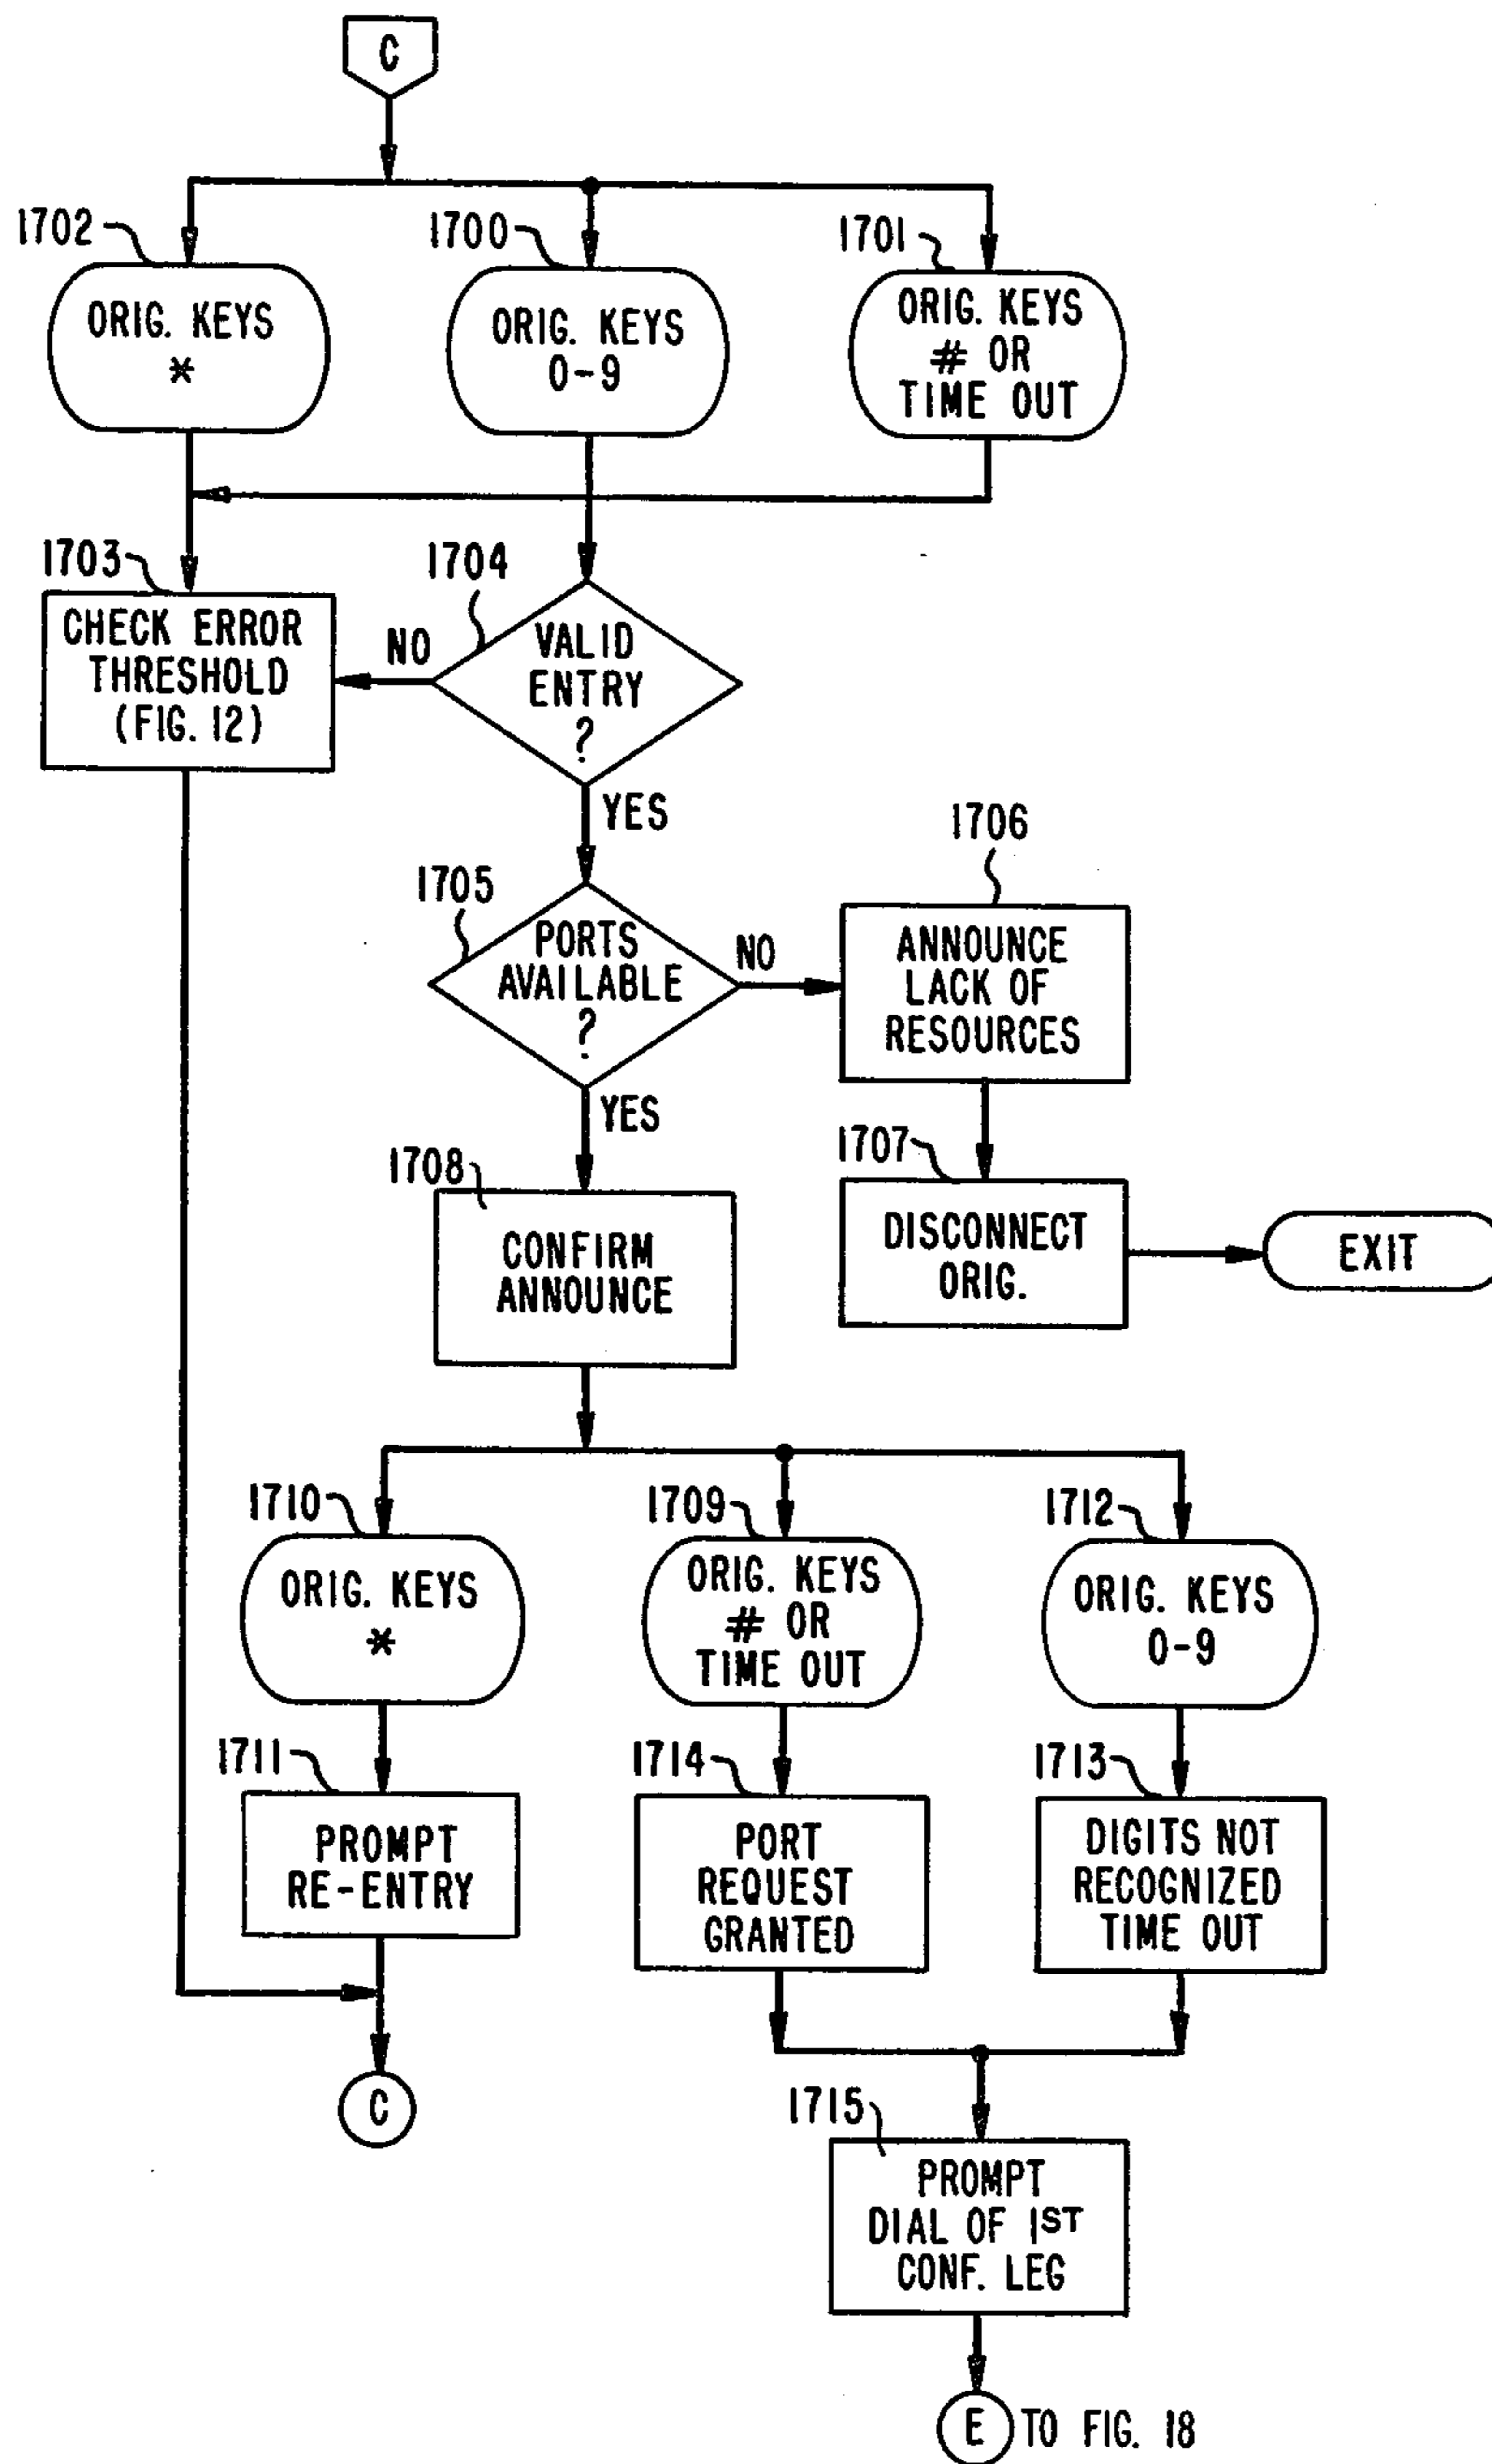 C
1702
1700
1701
ORIG. KEYS
*
ORIG. KEYS
0-9
ORIG. KEYS
# OR
TIME OUT
1703
1704
CHECK ERROR
THRESHOLD
(FIG. 12)
NO
VALID
ENTRY
?
YES
1705
1706
PORTS
AVAILABLE
?
NO
ANNOUNCE
LACK OF
RESOURCES
YES
1708
1707
CONFIRM
ANNOUNCE
DISCONNECT
ORIG.
EXIT
1710
1709
1712
ORIG. KEYS
*
ORIG. KEYS
# OR
TIME OUT
ORIG. KEYS
0-9
1711
1714
1713
PROMPT
RE-ENTRY
PORT
REQUEST
GRANTED
DIGITS NOT
RECOGNIZED
TIME OUT
C
1715
PROMPT
DIAL OF 1ST
CONF. LEG
E TO FIG. 18